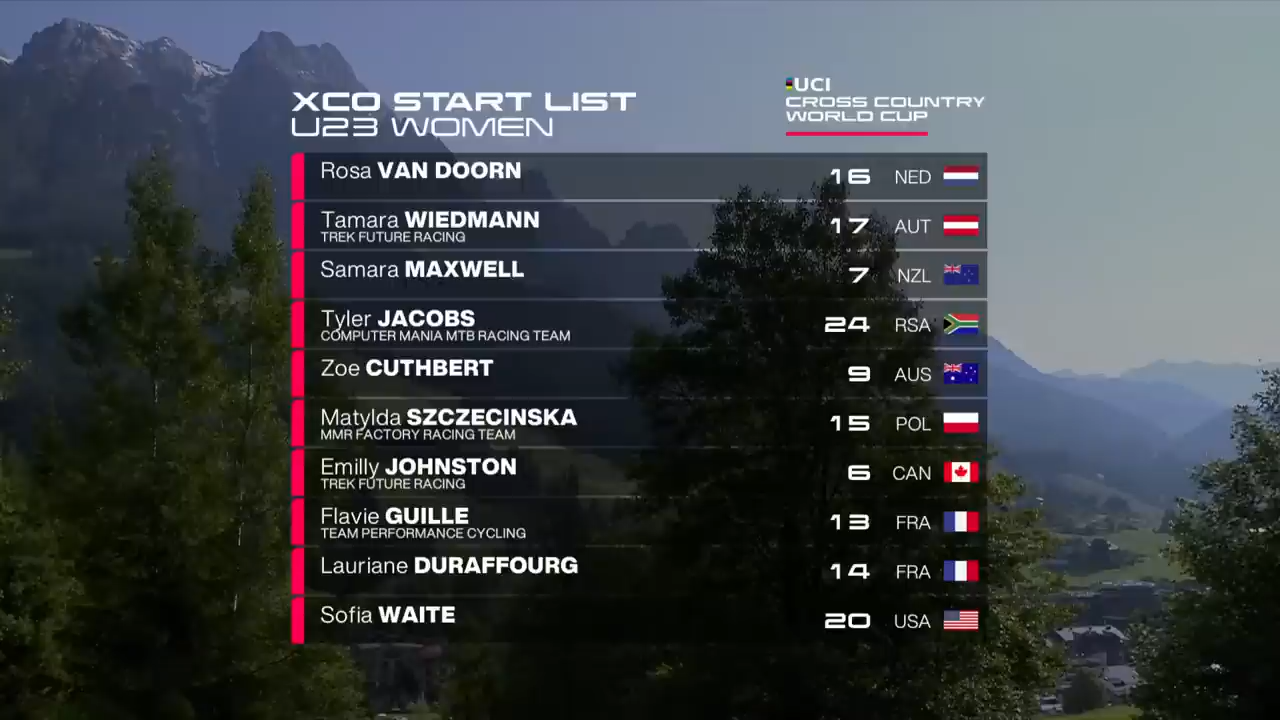 XCO START LIST
U23 WOMEN
UCI
CROSS COUNTRY
WORLD CUP
Rosa VAN DOORN 16 NED
Tamara WIEDMANN 17 AUT
TREK FUTURE RACING
Samara MAXWELL 7 NZL
Tyler JACOBS 24 RSA
COMPUTER MANIA MTB RACING TEAM
Zoe CUTHBERT 9 AUS
Matylda SZCZECINSKA 15 POL
MMR FACTORY RACING TEAM
Emilly JOHNSTON 6 CAN
TREK FUTURE RACING
Flavie GUILLE 13 FRA
TEAM PERFORMANCE CYCLING
Lauriane DURAFFOURG 14 FRA
Sofia WAITE 20 USA